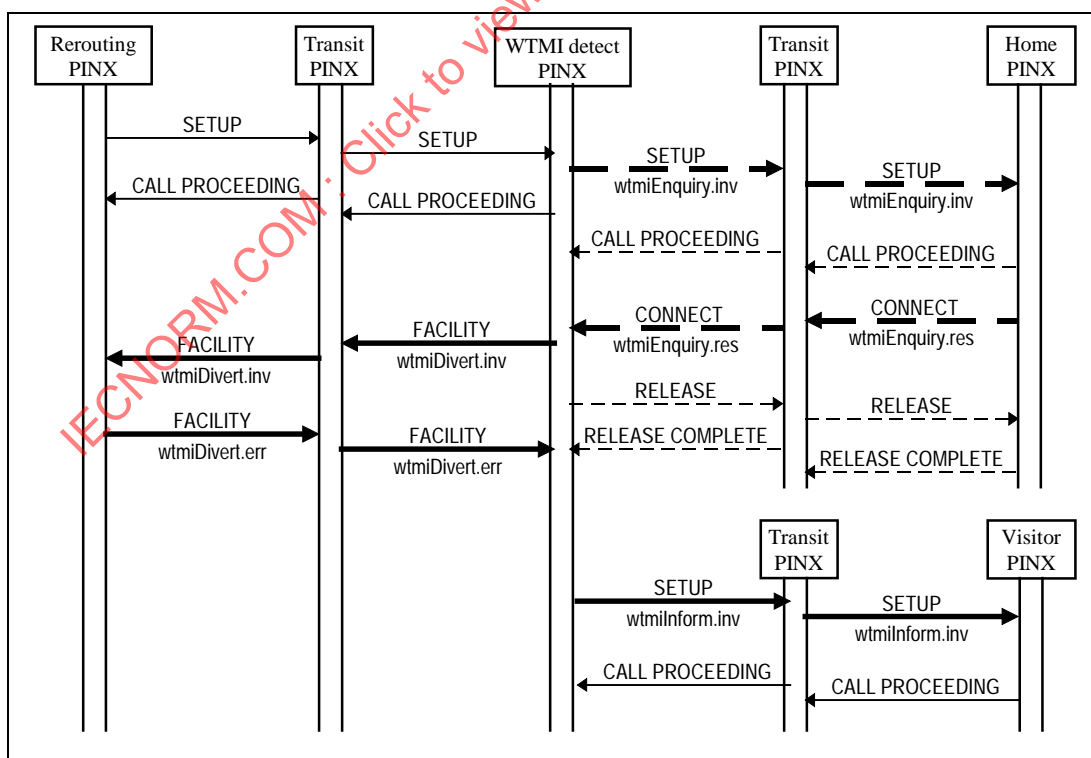 Rerouting
PINX
Transit
PINX
WTMI detect
PINX
Transit
PINX
Home
PINX
SETUP
SETUP
SETUP
wtmiEnquiry.inv
SETUP
wtmiEnquiry.inv
CALL PROCEEDING
CALL PROCEEDING
CALL PROCEEDING
CALL PROCEEDING
CONNECT
wtmiEnquiry.res
CONNECT
wtmiEnquiry.res
FACILITY
wtmiDivert.inv
FACILITY
wtmiDivert.inv
RELEASE
RELEASE
FACILITY
wtmiDivert.err
FACILITY
wtmiDivert.err
RELEASE COMPLETE
RELEASE COMPLETE
Transit
PINX
Visitor
PINX
SETUP
wtmiInform.inv
SETUP
wtmiInform.inv
CALL PROCEEDING
CALL PROCEEDING
IECNORM.COM : Click to view